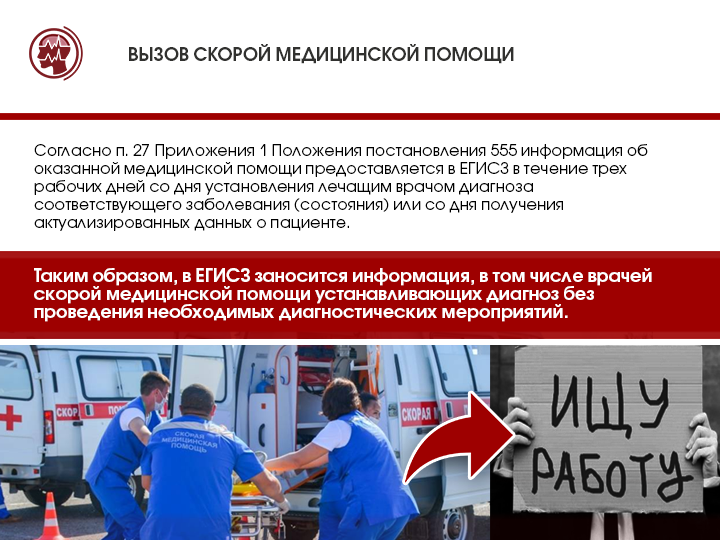 ВЫЗОВ СКОРОЙ МЕДИЦИНСКОЙ ПОМОЩИ
Согласно п. 27 Приложения 1 Положения постановления 555 информация об
оказанной медицинской помощи предоставляется в ЕГИСЗ в течение трех
рабочих дней со дня установления лечащим врачом диагноза
соответствующего заболевания (состояния) или со дня получения
актуализированных данных о пациенте.
Таким образом, в ЕГИСЗ заносится информация, в том числе врачей
скорой медицинской помощи устанавливающих диагноз без
проведения необходимых диагностических мероприятий.
СКОРАЯ
СКОРАЯ
СКОРАЯ
МЕДИЦИНСКАЯ
ПОМОЩЬ
ИЩУ
РАБОТУ